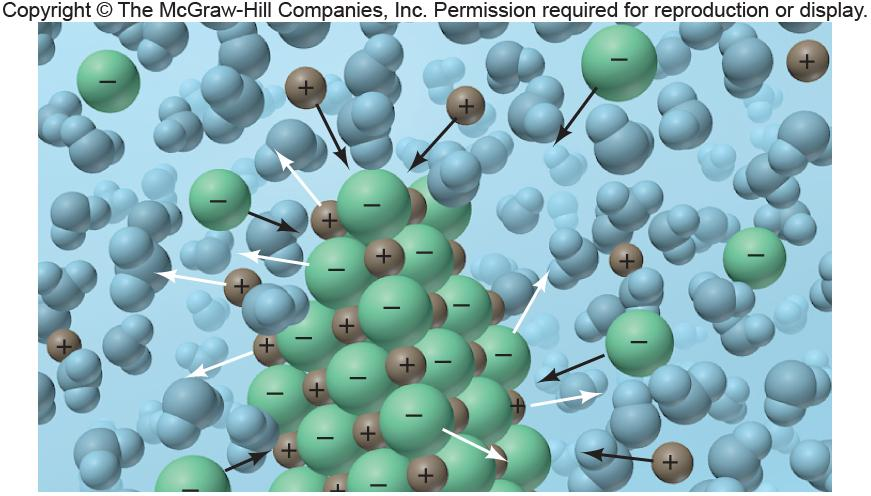 Copyright © The McGraw-Hill Companies, Inc. Permission required for reproduction or display.
− + + − +
− + − 
− + − +
+ −
− + −
+ − + −
− + − + − +
− + −
+ − + +
− + − +